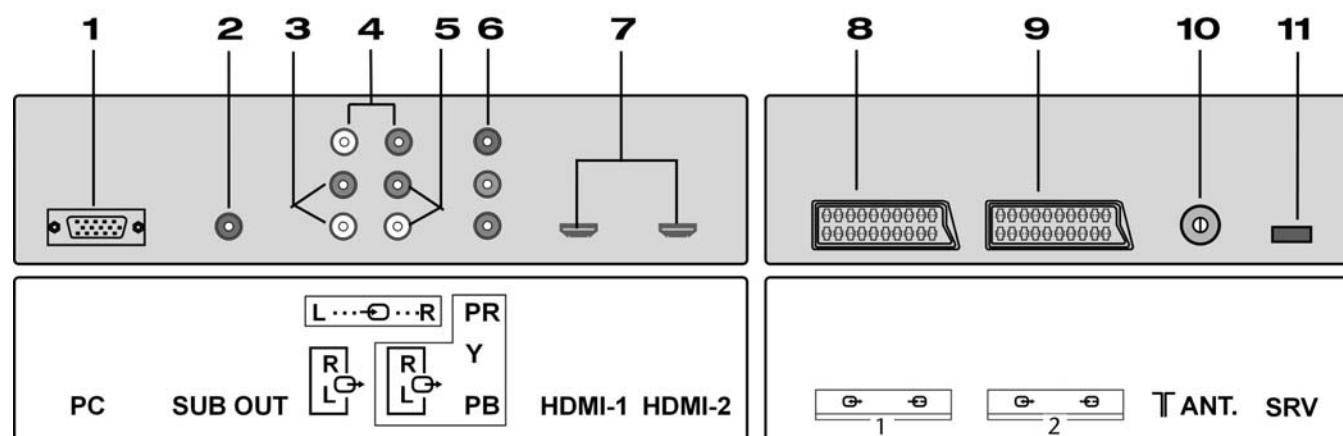 1 2 3 4 5 6 7 8 9 10 11
L R PR
R R Y
L L
PC SUB OUT PB HDMI-1 HDMI-2 ANT. SRV
1 2